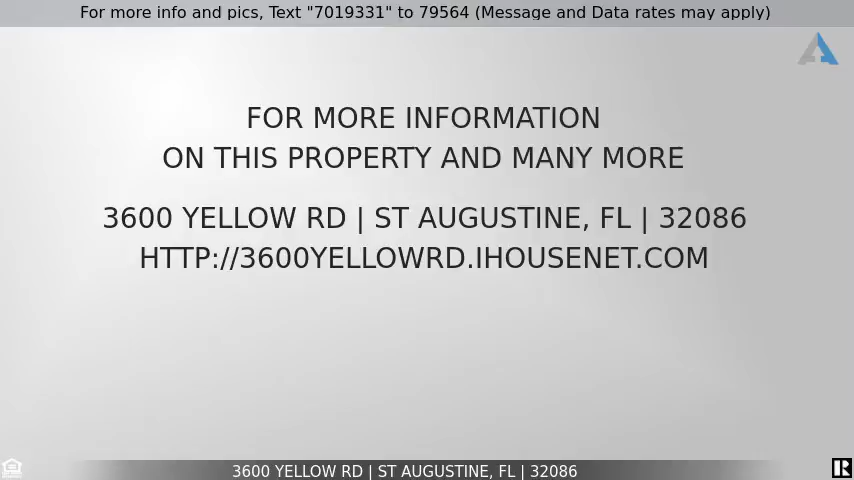 For more info and pics, Text "7019331" to 79564 (Message and Data rates may apply)
FOR MORE INFORMATION
ON THIS PROPERTY AND MANY MORE
3600 YELLOW RD | ST AUGUSTINE, FL | 32086
HTTP://3600YELLOWRD.IHOUSENET.COM
3600 YELLOW RD | ST AUGUSTINE, FL | 32086